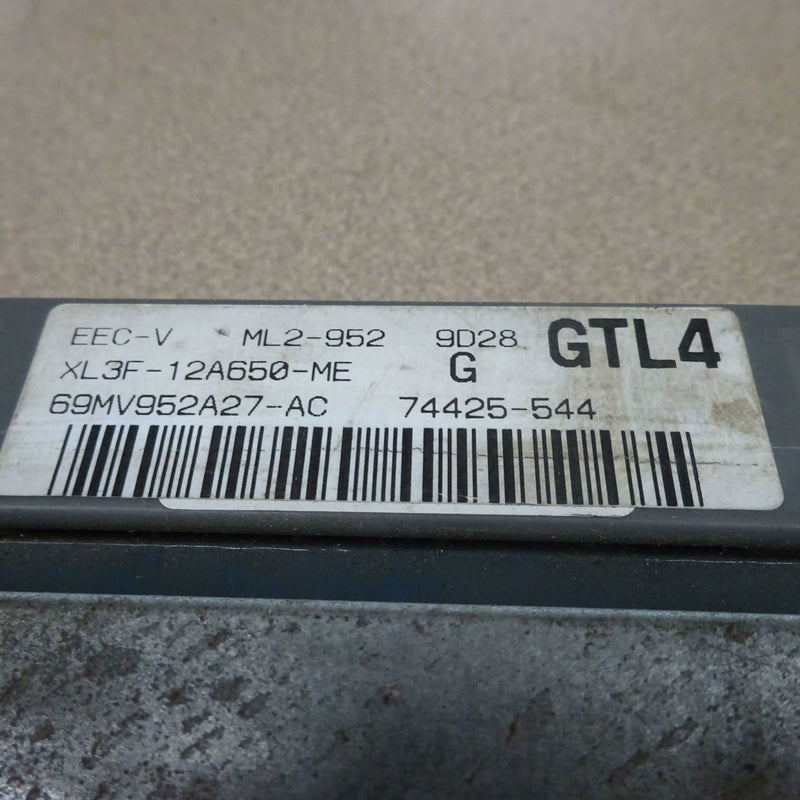 EEC-V ML2-952 9D28 GTL4
XL3F-12A650-ME G
69MV952A27-AC 74425-544